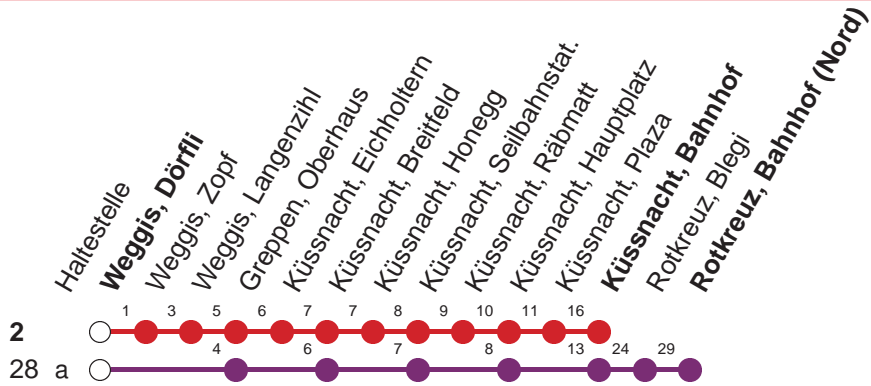 Haltestelle
Weggis, Dörfli
Weggis, Zopf
Weggis, Langenzihl
Greppen, Oberhaus
Küssnacht, Eichholtern
Küssnacht, Breitfeld
Küssnacht, Honegg
Küssnacht, Seilbahnstat.
Küssnacht, Räbmatt
Küssnacht, Hauptplatz
Küssnacht, Plaza
Küssnacht, Bahnhof
Rotkreuz, Blegi
Rotkreuz, Bahnhof (Nord)
2 1 3 5 6 7 7 8 9 10 11 16
28 a 4 6 7 8 13 24 29